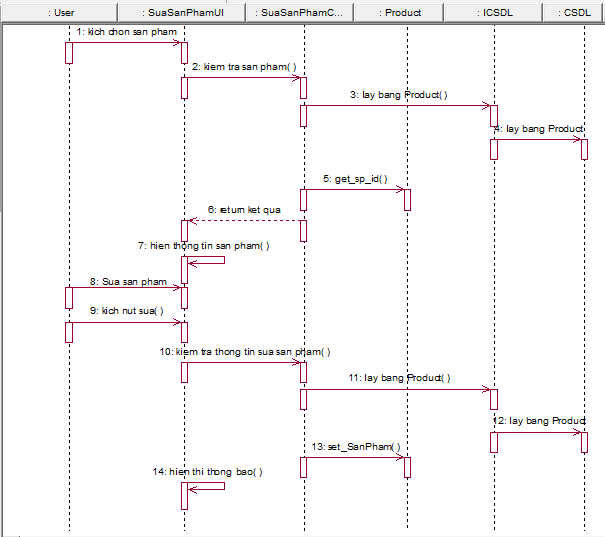 : User
: SuaSanPhamUI
: SuaSanPhamC...
: Product
: ICSDL
: CSDL
1: kich chon san pham
2: kiem tra san pham( )
3: lay bang Product( )
4: lay bang Product
5: get_sp_id( )
6: return ket qua
7: hien thong tin san pham( )
8: Sua san pham
9: kich nut sua( )
10: kiem tra thong tin sua san pham( )
11: lay bang Product( )
12: lay bang Product
13: set_SanPham( )
14: hien thi thong bao( )